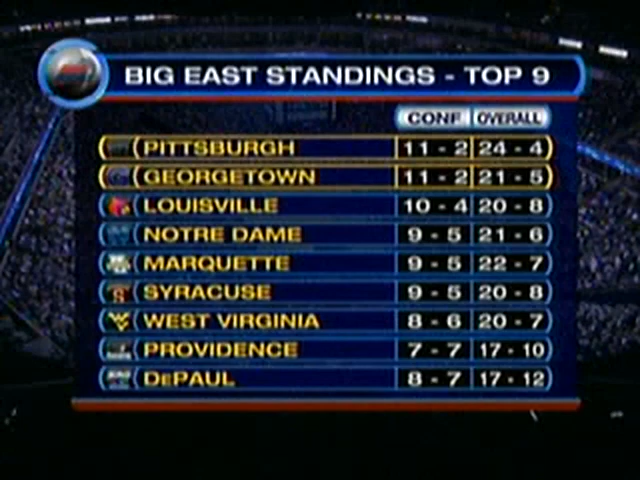 BIG EAST STANDINGS - TOP 9
CONF OVERALL
PITTSBURGH 11 - 2 24 - 4
GEORGETOWN 11 - 2 21 - 5
LOUISVILLE 10 - 4 20 - 8
NOTRE DAME 9 - 5 21 - 6
MARQUETTE 9 - 5 22 - 7
SYRACUSE 9 - 5 20 - 8
WEST VIRGINIA 8 - 6 20 - 7
PROVIDENCE 7 - 7 17 - 10
DEPAUL 8 - 7 17 - 12